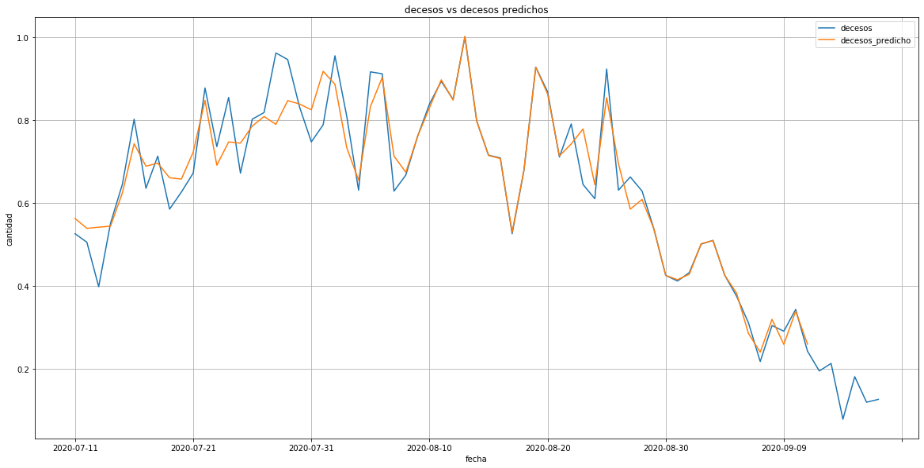 decesos vs decesos predichos
decesos
decesos_predicho
1.0
0.8
0.6
0.4
0.2
cantidad
2020-07-11 2020-07-21 2020-07-31 2020-08-10 2020-08-20 2020-08-30 2020-09-09
fecha